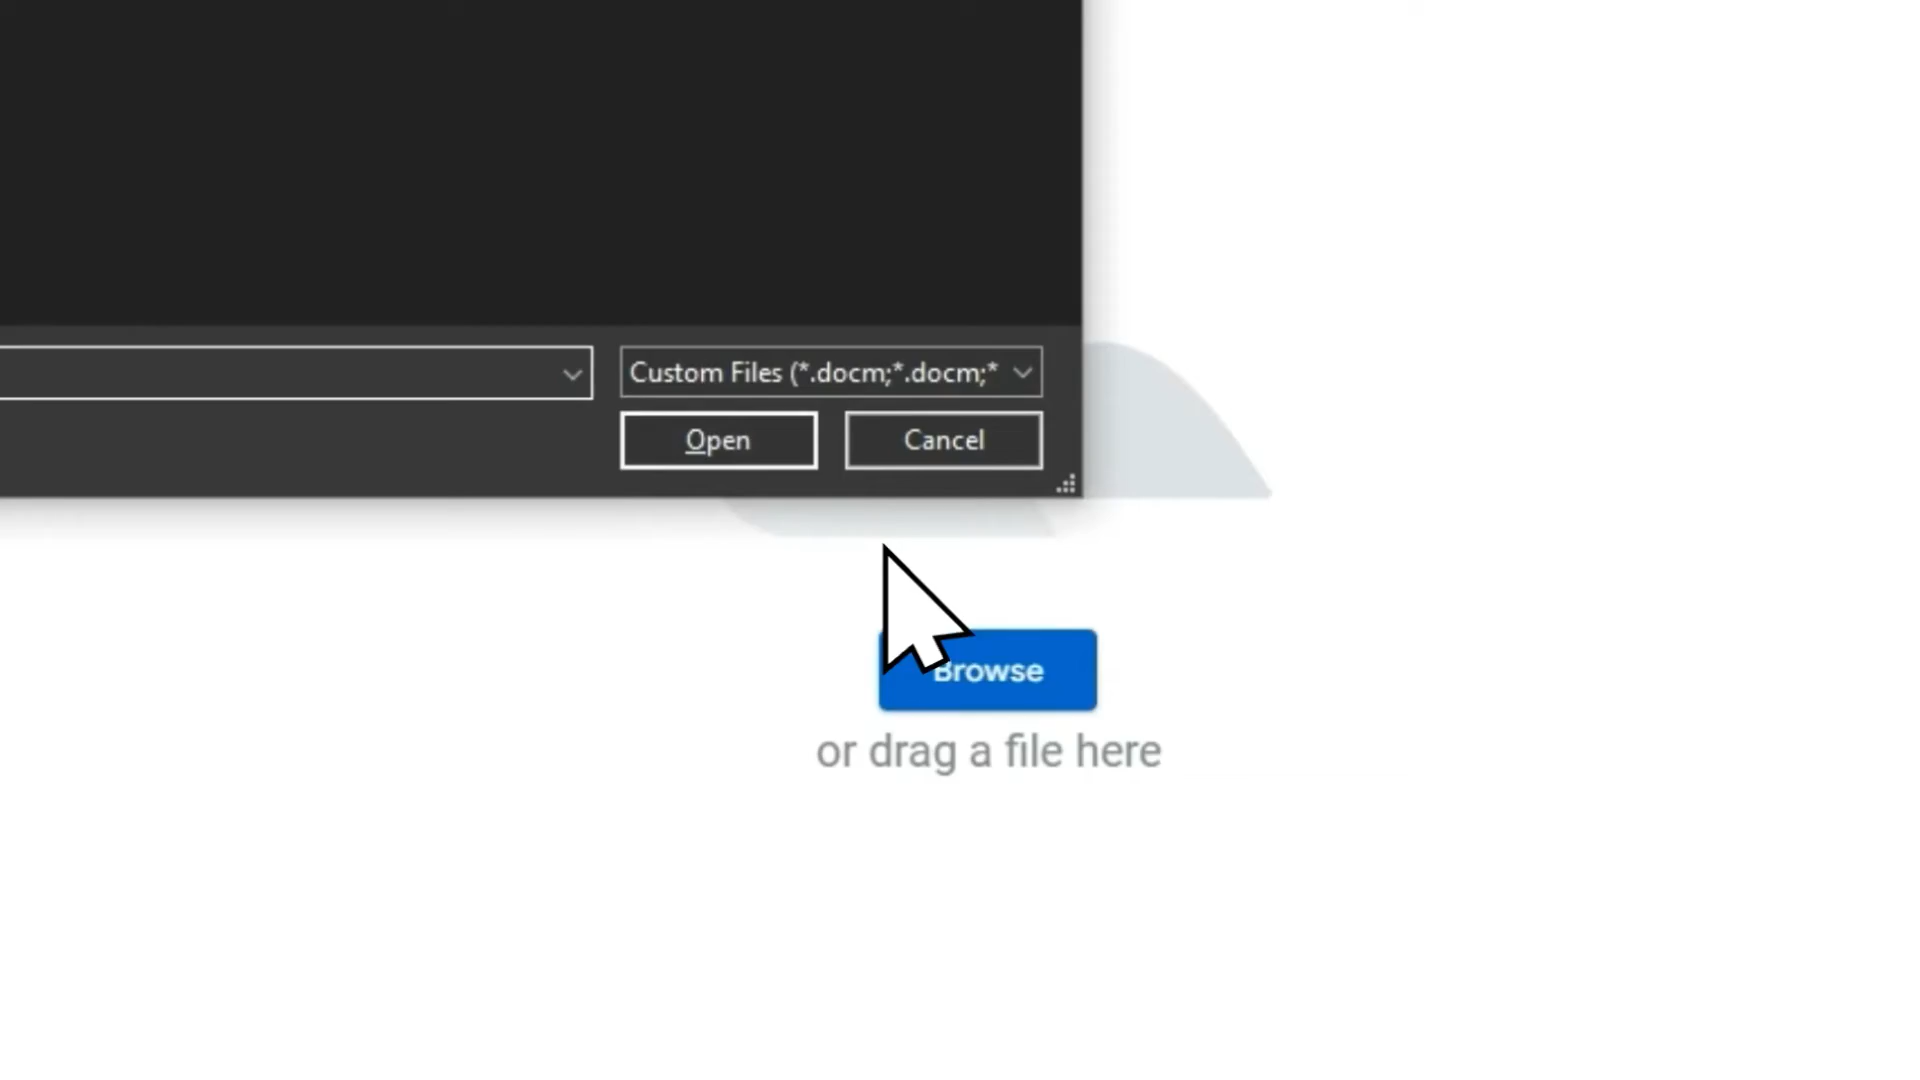 Custom Files (*.docm;*.docm;*
Open
Cancel
Browse
or drag a file here